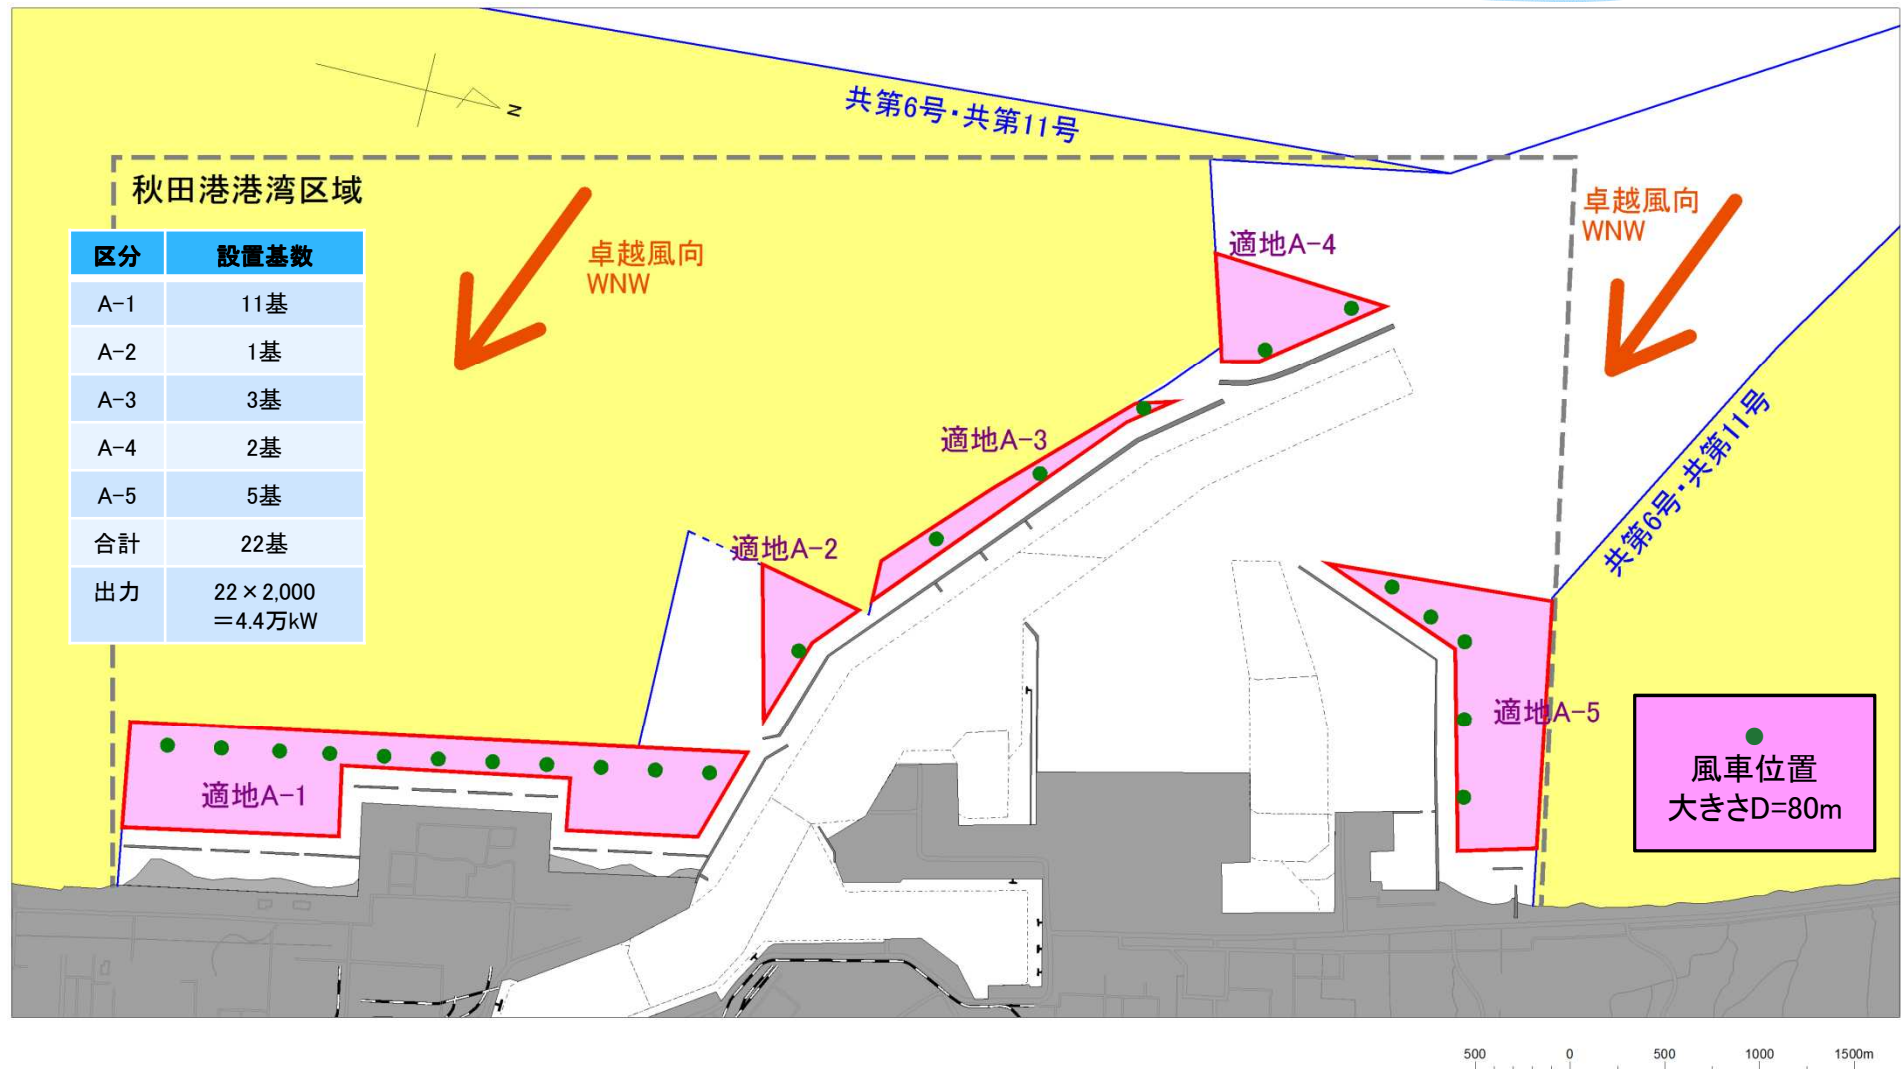 N
共第6号・共第11号
秋田港港湾区域
卓越風向
WNW
卓越風向
WNW
区分 設置基数
A-1 11基
A-2 1基
A-3 3基
A-4 2基
A-5 5基
合計 22基
出力 22×2,000
=4.4万kW
適地A-4
適地A-3
適地A-2
共第6号・共第11号
適地A-5
適地A-1
風車位置
大きさD=80m
500 0 500 1000 1500m